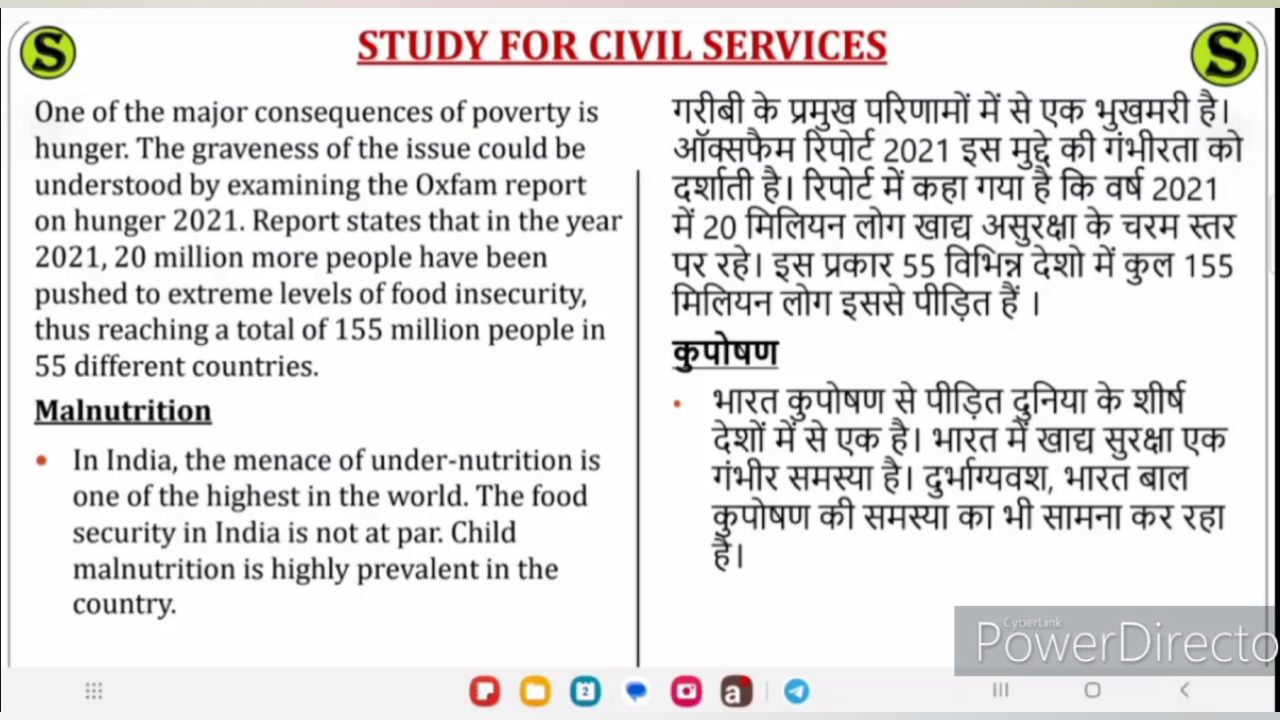 S
STUDY FOR CIVIL SERVICES
S
One of the major consequences of poverty is
hunger. The graveness of the issue could be
understood by examining the Oxfam report
on hunger 2021. Report states that in the year
2021, 20 million more people have been
pushed to extreme levels of food insecurity,
thus reaching a total of 155 million people in
55 different countries.
Malnutrition
• In India, the menace of under-nutrition is
one of the highest in the world. The food
security in India is not at par. Child
malnutrition is highly prevalent in the
country.
गरीबी के प्रमुख परिणामों में से एक भुखमरी है।
ऑक्सफैम रिपोर्ट 2021 इस मुद्दे की गंभीरता को
दर्शाती है। रिपोर्ट में कहा गया है कि वर्ष 2021
में 20 मिलियन लोग खाद्य असुरक्षा के चरम स्तर
पर रहे। इस प्रकार 55 विभिन्न देशो में कुल 155
मिलियन लोग इससे पीड़ित हैं ।
कुपोषण
• भारत कुपोषण से पीड़ित दुनिया के शीर्ष
देशों में से एक है। भारत में खाद्य सुरक्षा एक
गंभीर समस्या है। दुर्भाग्यवश, भारत बाल
कुपोषण की समस्या का भी सामना कर रहा
है।
CyberLink
PowerDirecto
2
a